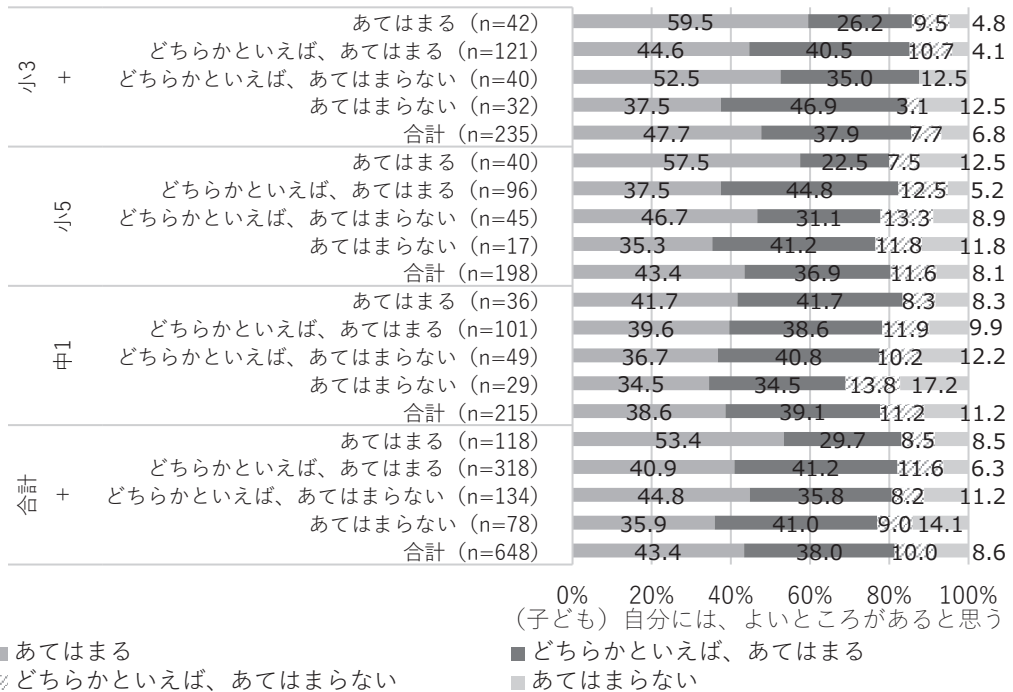 小3 +
あてはまる (n=42) 59.5 26.2 9.5 4.8
どちらかといえば、あてはまる (n=121) 44.6 40.5 10.7 4.1
どちらかといえば、あてはまらない (n=40) 52.5 35.0 12.5
あてはまらない (n=32) 37.5 46.9 3.1 12.5
合計 (n=235) 47.7 37.9 7.7 6.8
小5
あてはまる (n=40) 57.5 22.5 7.5 12.5
どちらかといえば、あてはまる (n=96) 37.5 44.8 12.5 5.2
どちらかといえば、あてはまらない (n=45) 46.7 31.1 13.3 8.9
あてはまらない (n=17) 35.3 41.2 11.8 11.8
合計 (n=198) 43.4 36.9 11.6 8.1
中1
あてはまる (n=36) 41.7 41.7 8.3 8.3
どちらかといえば、あてはまる (n=101) 39.6 38.6 11.9 9.9
どちらかといえば、あてはまらない (n=49) 36.7 40.8 10.2 12.2
あてはまらない (n=29) 34.5 34.5 13.8 17.2
合計 (n=215) 38.6 39.1 11.2 11.2
合計 +
あてはまる (n=118) 53.4 29.7 8.5 8.5
どちらかといえば、あてはまる (n=318) 40.9 41.2 11.6 6.3
どちらかといえば、あてはまらない (n=134) 44.8 35.8 8.2 11.2
あてはまらない (n=78) 35.9 41.0 9.0 14.1
合計 (n=648) 43.4 38.0 10.0 8.6
0% 20% 40% 60% 80% 100%
(子ども) 自分には、よいところがあると思う
あてはまる どちらかといえば、あてはまる
どちらかといえば、あてはまらない あてはまらない